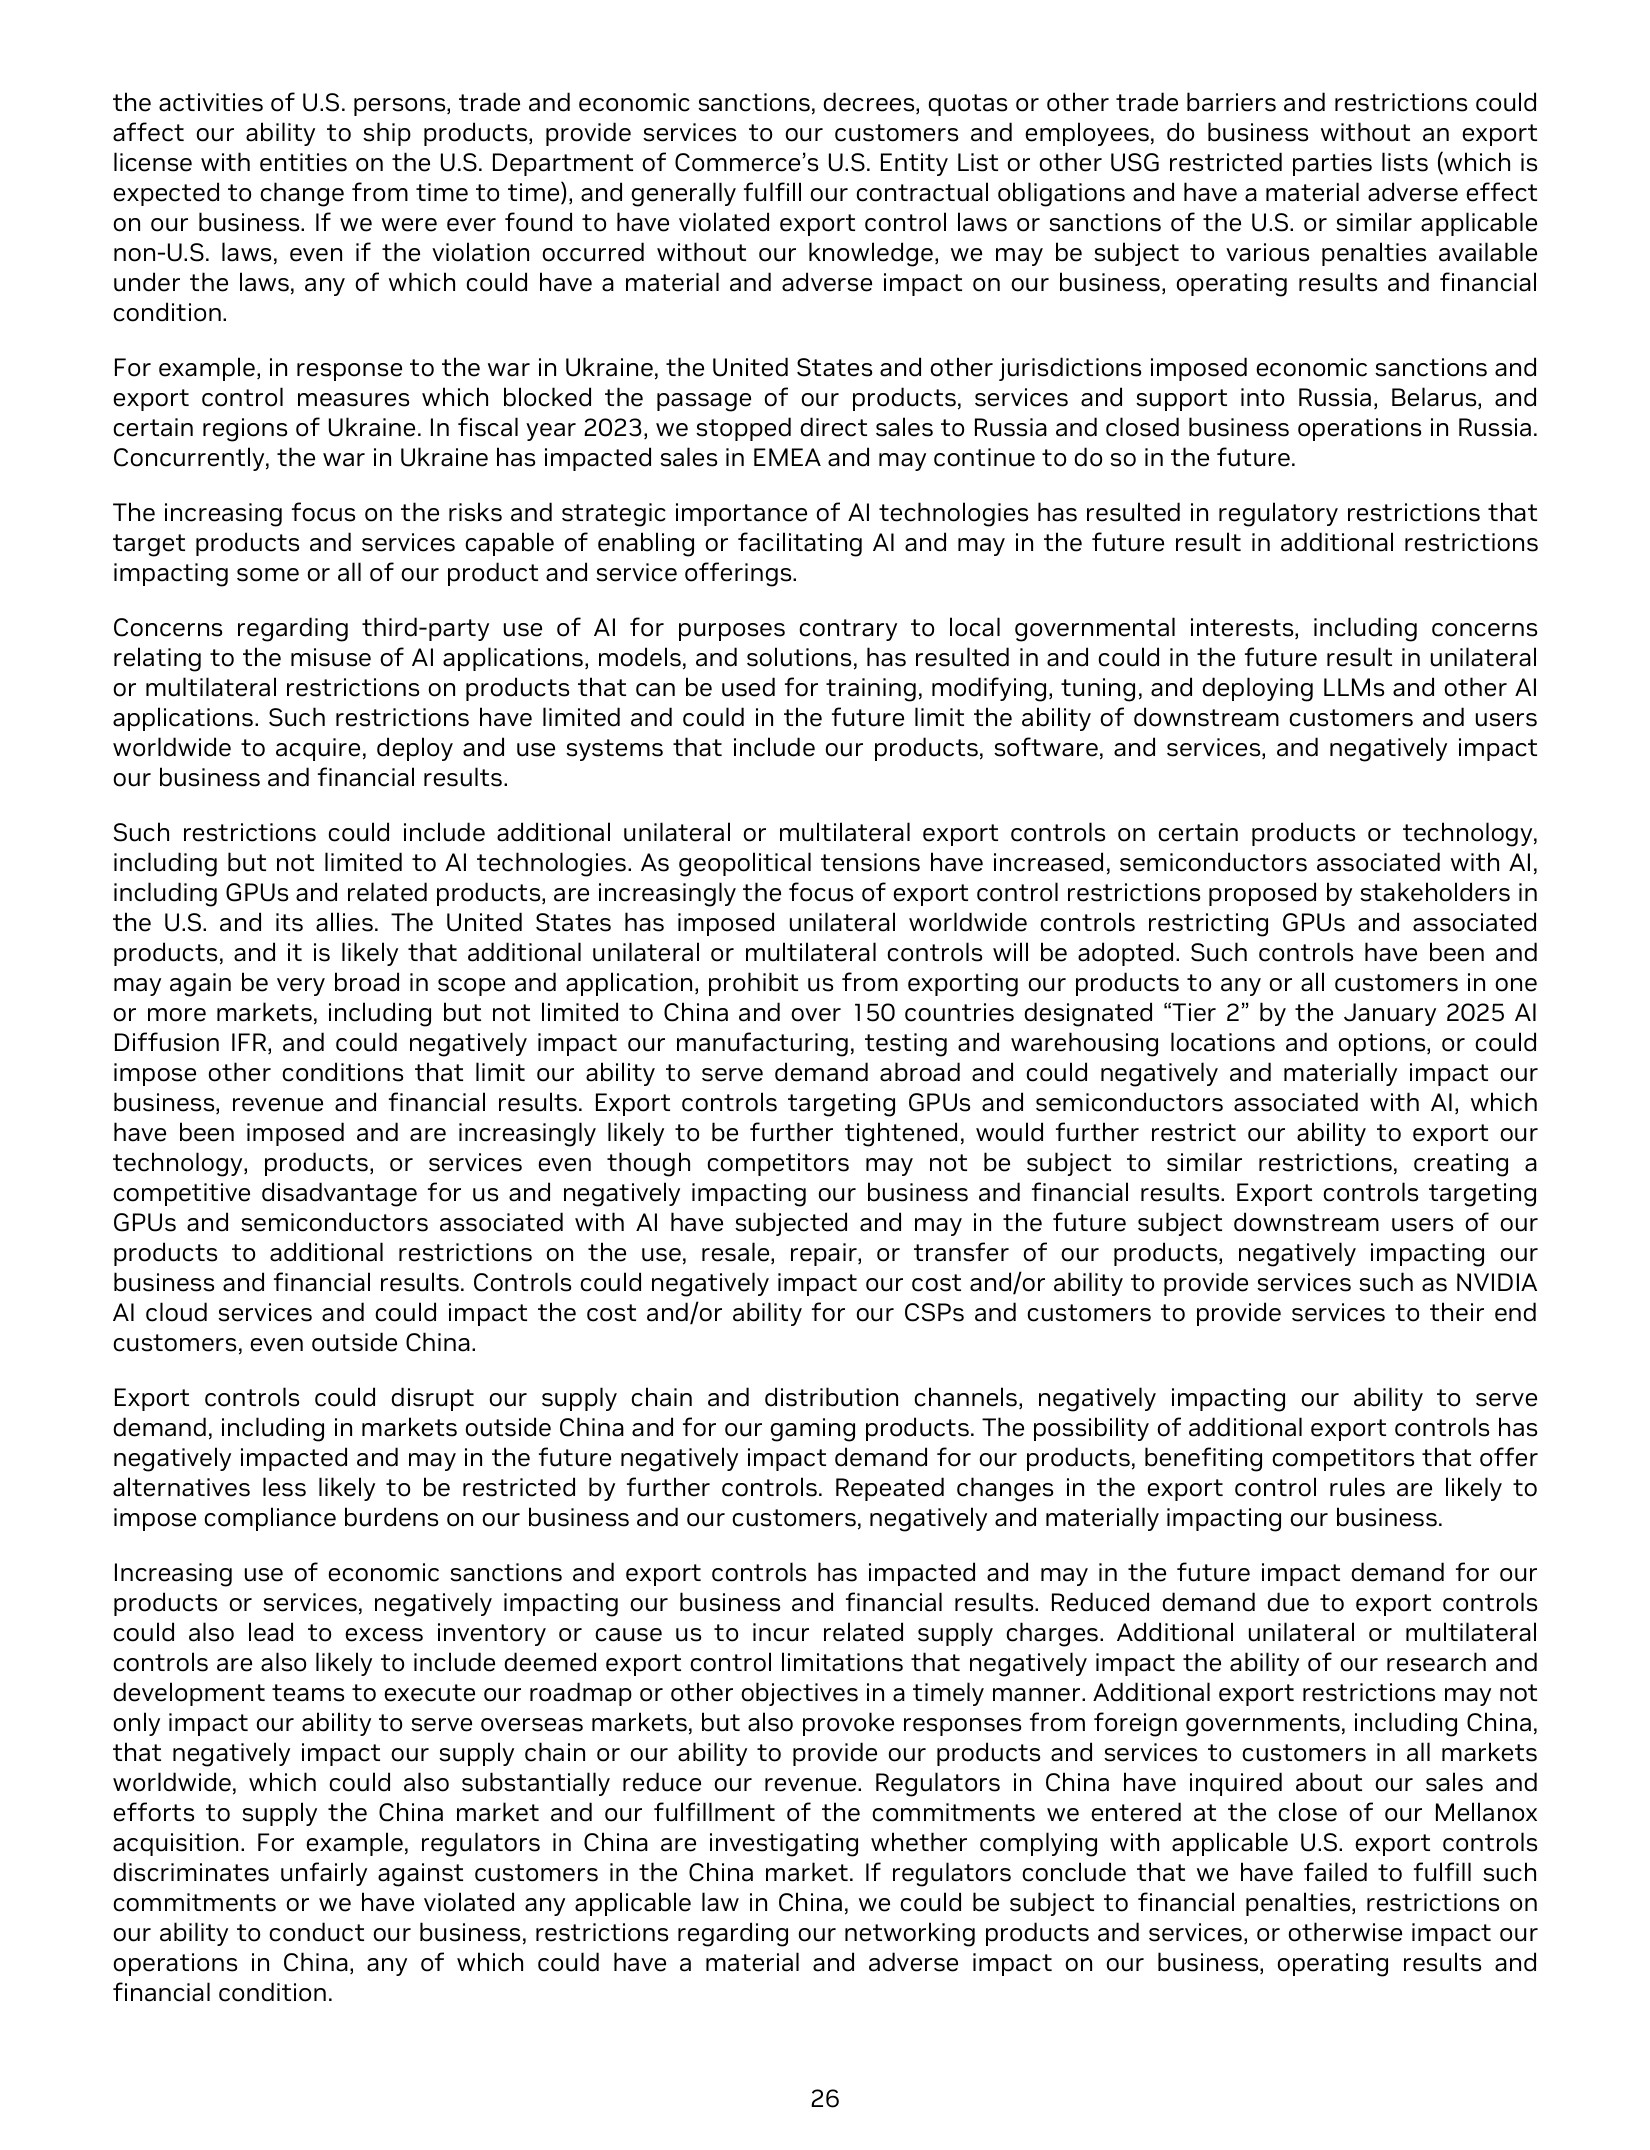 the activities of U.S. persons, trade and economic sanctions, decrees, quotas or other trade barriers and restrictions could
affect our ability to ship products, provide services to our customers and employees, do business without an export
license with entities on the U.S. Department of Commerce’s U.S. Entity List or other USG restricted parties lists (which is
expected to change from time to time), and generally fulfill our contractual obligations and have a material adverse effect
on our business. If we were ever found to have violated export control laws or sanctions of the U.S. or similar applicable
non-U.S. laws, even if the violation occurred without our knowledge, we may be subject to various penalties available
under the laws, any of which could have a material and adverse impact on our business, operating results and financial
condition.
For example, in response to the war in Ukraine, the United States and other jurisdictions imposed economic sanctions and
export control measures which blocked the passage of our products, services and support into Russia, Belarus, and
certain regions of Ukraine. In fiscal year 2023, we stopped direct sales to Russia and closed business operations in Russia.
Concurrently, the war in Ukraine has impacted sales in EMEA and may continue to do so in the future.
The increasing focus on the risks and strategic importance of AI technologies has resulted in regulatory restrictions that
target products and services capable of enabling or facilitating AI and may in the future result in additional restrictions
impacting some or all of our product and service offerings.
Concerns regarding third-party use of AI for purposes contrary to local governmental interests, including concerns
relating to the misuse of AI applications, models, and solutions, has resulted in and could in the future result in unilateral
or multilateral restrictions on products that can be used for training, modifying, tuning, and deploying LLMs and other AI
applications. Such restrictions have limited and could in the future limit the ability of downstream customers and users
worldwide to acquire, deploy and use systems that include our products, software, and services, and negatively impact
our business and financial results.
Such restrictions could include additional unilateral or multilateral export controls on certain products or technology,
including but not limited to AI technologies. As geopolitical tensions have increased, semiconductors associated with AI,
including GPUs and related products, are increasingly the focus of export control restrictions proposed by stakeholders in
the U.S. and its allies. The United States has imposed unilateral worldwide controls restricting GPUs and associated
products, and it is likely that additional unilateral or multilateral controls will be adopted. Such controls have been and
may again be very broad in scope and application, prohibit us from exporting our products to any or all customers in one
or more markets, including but not limited to China and over 150 countries designated “Tier 2” by the January 2025 AI
Diffusion IFR, and could negatively impact our manufacturing, testing and warehousing locations and options, or could
impose other conditions that limit our ability to serve demand abroad and could negatively and materially impact our
business, revenue and financial results. Export controls targeting GPUs and semiconductors associated with AI, which
have been imposed and are increasingly likely to be further tightened, would further restrict our ability to export our
technology, products, or services even though competitors may not be subject to similar restrictions, creating a
competitive disadvantage for us and negatively impacting our business and financial results. Export controls targeting
GPUs and semiconductors associated with AI have subjected and may in the future subject downstream users of our
products to additional restrictions on the use, resale, repair, or transfer of our products, negatively impacting our
business and financial results. Controls could negatively impact our cost and/or ability to provide services such as NVIDIA
AI cloud services and could impact the cost and/or ability for our CSPs and customers to provide services to their end
customers, even outside China.
Export controls could disrupt our supply chain and distribution channels, negatively impacting our ability to serve
demand, including in markets outside China and for our gaming products. The possibility of additional export controls has
negatively impacted and may in the future negatively impact demand for our products, benefiting competitors that offer
alternatives less likely to be restricted by further controls. Repeated changes in the export control rules are likely to
impose compliance burdens on our business and our customers, negatively and materially impacting our business.
Increasing use of economic sanctions and export controls has impacted and may in the future impact demand for our
products or services, negatively impacting our business and financial results. Reduced demand due to export controls
could also lead to excess inventory or cause us to incur related supply charges. Additional unilateral or multilateral
controls are also likely to include deemed export control limitations that negatively impact the ability of our research and
development teams to execute our roadmap or other objectives in a timely manner. Additional export restrictions may not
only impact our ability to serve overseas markets, but also provoke responses from foreign governments, including China,
that negatively impact our supply chain or our ability to provide our products and services to customers in all markets
worldwide, which could also substantially reduce our revenue. Regulators in China have inquired about our sales and
efforts to supply the China market and our fulfillment of the commitments we entered at the close of our Mellanox
acquisition. For example, regulators in China are investigating whether complying with applicable U.S. export controls
discriminates unfairly against customers in the China market. If regulators conclude that we have failed to fulfill such
commitments or we have violated any applicable law in China, we could be subject to financial penalties, restrictions on
our ability to conduct our business, restrictions regarding our networking products and services, or otherwise impact our
operations in China, any of which could have a material and adverse impact on our business, operating results and
financial condition.
26